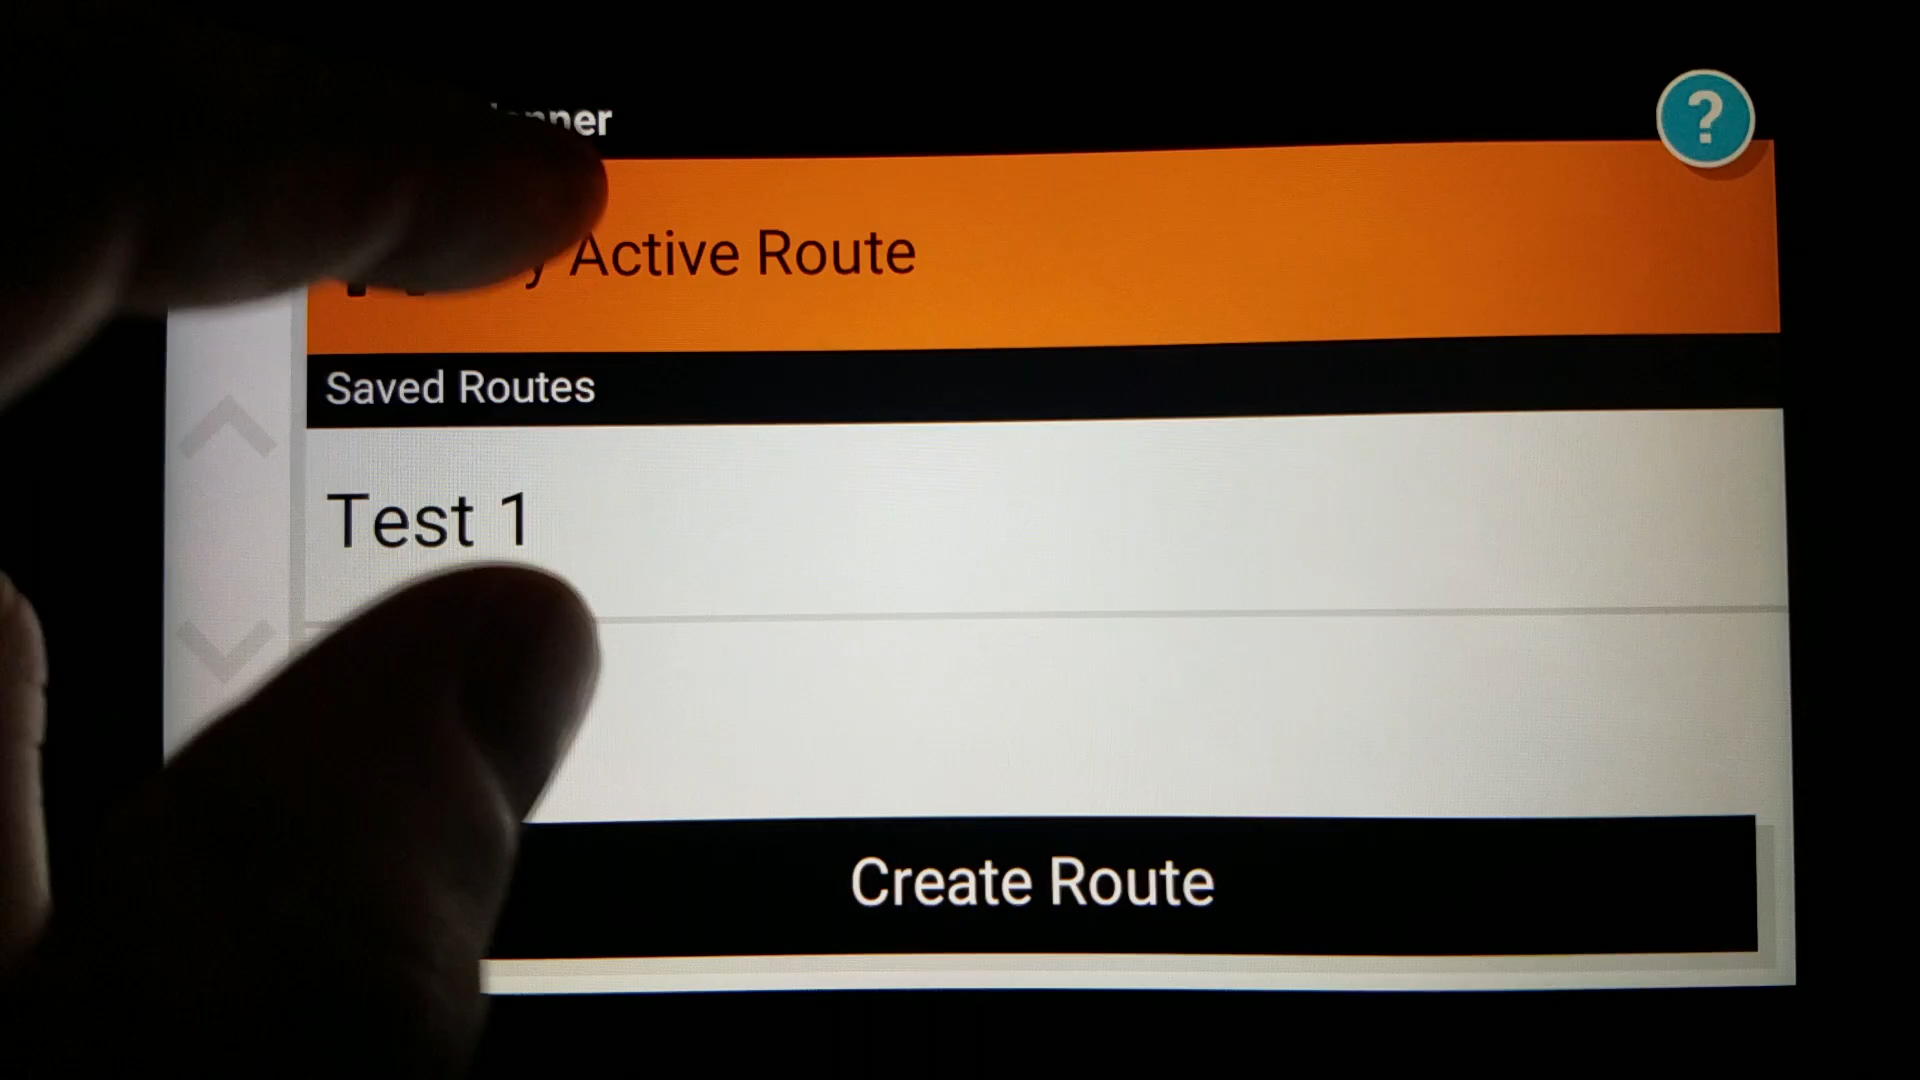 ?
Active Route
Saved Routes
Test 1
Create Route